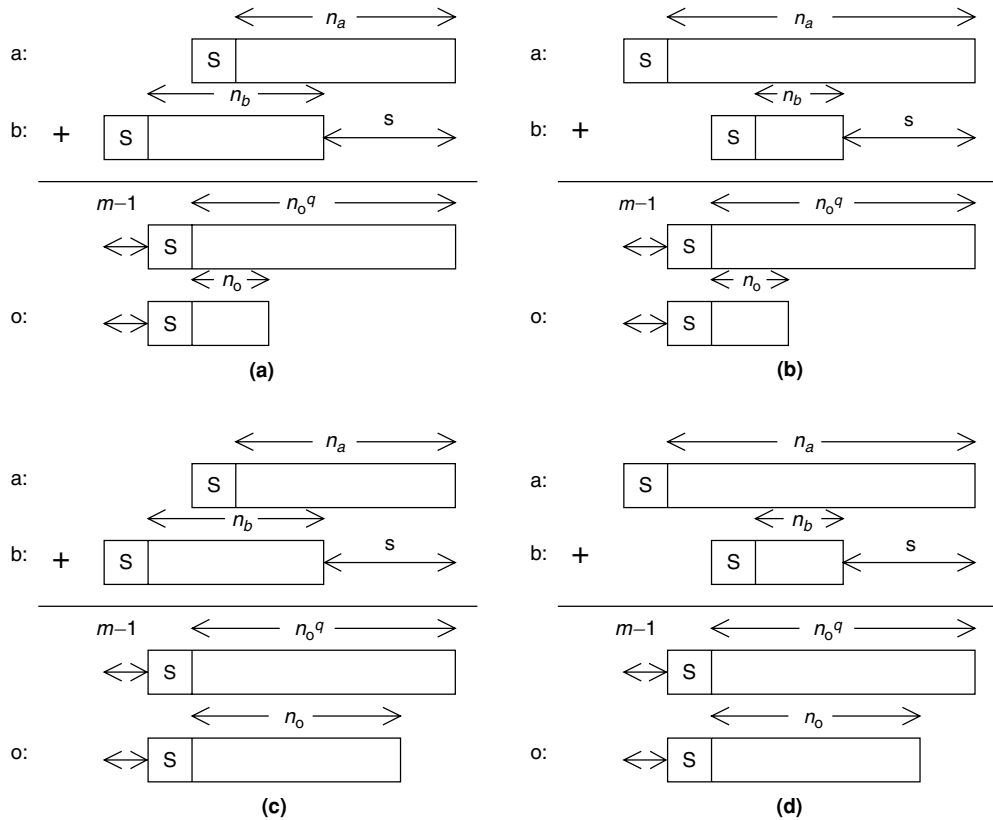 n_a
a: S
n_b
b: + S s
m–1 n_o^q
S
n_o
o: S
(a)
n_a
a: S
n_b
b: + S s
m–1 n_o^q
S
n_o
o: S
(b)
n_a
a: S
n_b
b: + S s
m–1 n_o^q
S
n_o
o: S
(c)
n_a
a: S
n_b
b: + S s
m–1 n_o^q
S
n_o
o: S
(d)